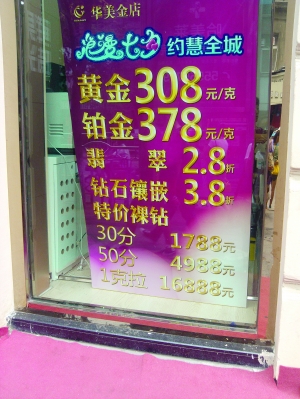 华美金店
浪漫七夕 约慧全城
黄金308元/克
铂金378元/克
翡翠2.8折
钻石镶嵌3.8折
特价裸钻
30分 1788元
50分 4988元
1克拉 16888元